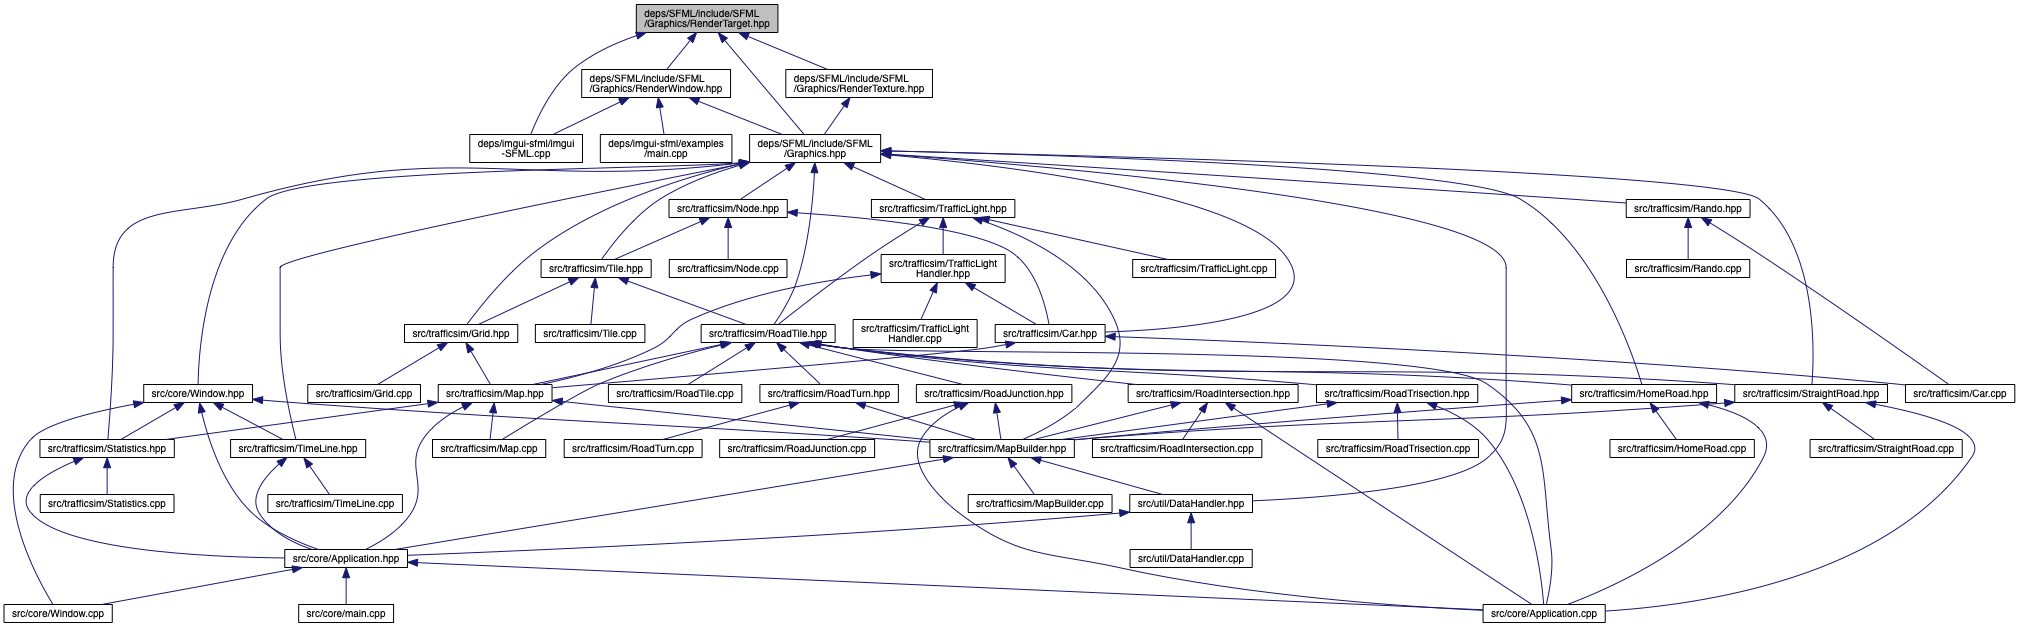 deps/SFML/include/SFML
/Graphics/RenderTarget.hpp
deps/SFML/include/SFML
/Graphics/RenderWindow.hpp
deps/SFML/include/SFML
/Graphics/RenderTexture.hpp
deps/imgui-sfml/imgui
-SFML.cpp
deps/imgui-sfml/examples
/main.cpp
deps/SFML/include/SFML
/Graphics.hpp
src/trafficsim/Node.hpp
src/trafficsim/TrafficLight.hpp
src/trafficsim/Rando.hpp
src/trafficsim/Tile.hpp
src/trafficsim/Node.cpp
src/trafficsim/TrafficLight
Handler.hpp
src/trafficsim/TrafficLight.cpp
src/trafficsim/Rando.cpp
src/trafficsim/Grid.hpp
src/trafficsim/Tile.cpp
src/trafficsim/RoadTile.hpp
src/trafficsim/TrafficLight
Handler.cpp
src/trafficsim/Car.hpp
src/core/Window.hpp
src/trafficsim/Grid.cpp
src/trafficsim/Map.hpp
src/trafficsim/RoadTile.cpp
src/trafficsim/RoadTurn.hpp
src/trafficsim/RoadJunction.hpp
src/trafficsim/RoadIntersection.hpp
src/trafficsim/RoadTrisection.hpp
src/trafficsim/HomeRoad.hpp
src/trafficsim/StraightRoad.hpp
src/trafficsim/Car.cpp
src/trafficsim/Statistics.hpp
src/trafficsim/TimeLine.hpp
src/trafficsim/Map.cpp
src/trafficsim/RoadTurn.cpp
src/trafficsim/RoadJunction.cpp
src/trafficsim/MapBuilder.hpp
src/trafficsim/RoadIntersection.cpp
src/trafficsim/RoadTrisection.cpp
src/trafficsim/HomeRoad.cpp
src/trafficsim/StraightRoad.cpp
src/trafficsim/Statistics.cpp
src/trafficsim/TimeLine.cpp
src/trafficsim/MapBuilder.cpp
src/util/DataHandler.hpp
src/core/Application.hpp
src/util/DataHandler.cpp
src/core/Window.cpp
src/core/main.cpp
src/core/Application.cpp